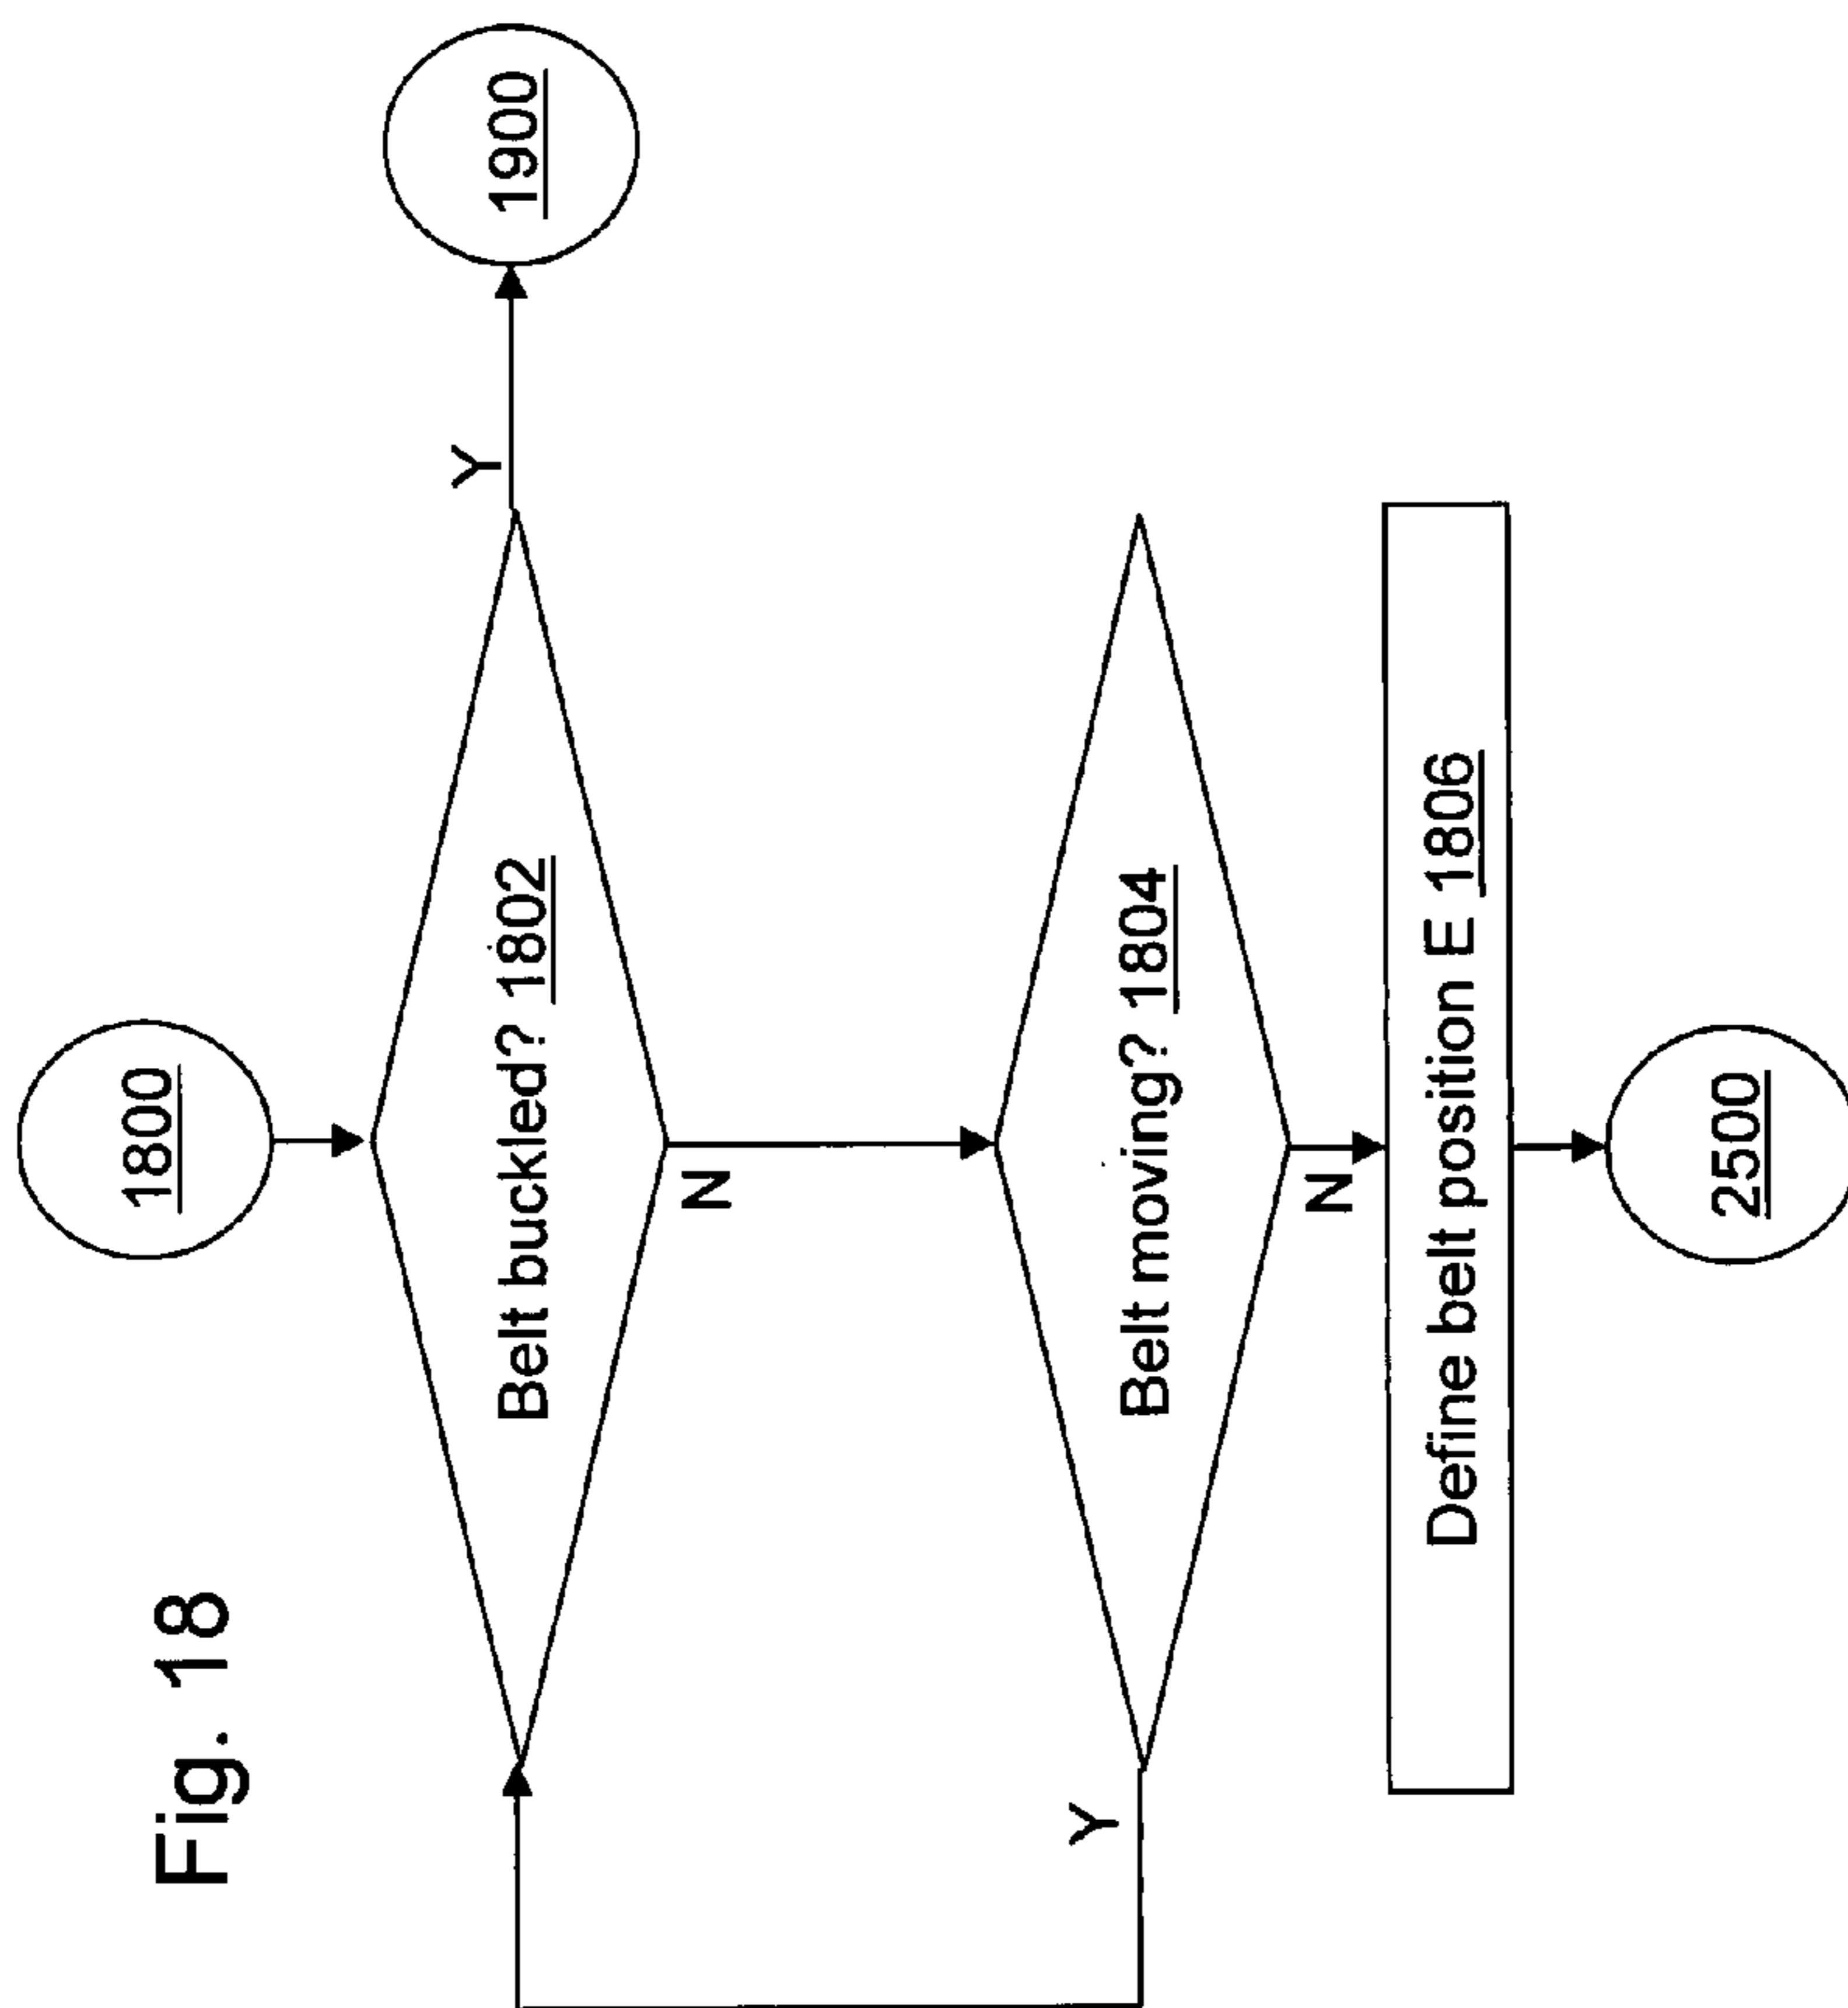 Fig. 18
1800
Belt buckled? 1802
Y
1900
N
Belt moving? 1804
Y
N
Define belt position E 1806
2500